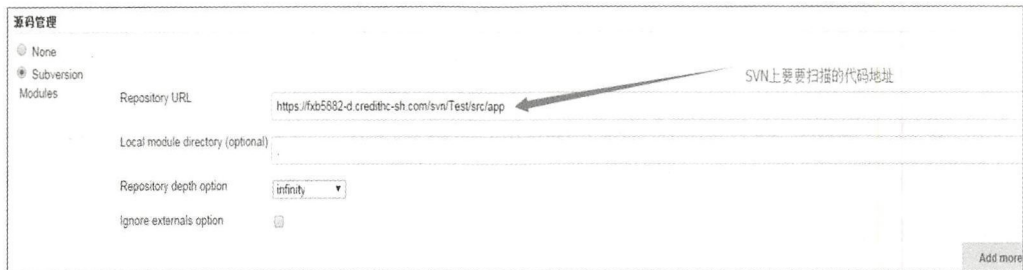 源码管理
None
Subversion
Modules
Repository URL
https://fxb5682-d.credithc-sh.com/svn/Test/src/app
SVN上要要扫描的代码地址
Local module directory (optional)
.
Repository depth option
infinity
Ignore externals option
Add more